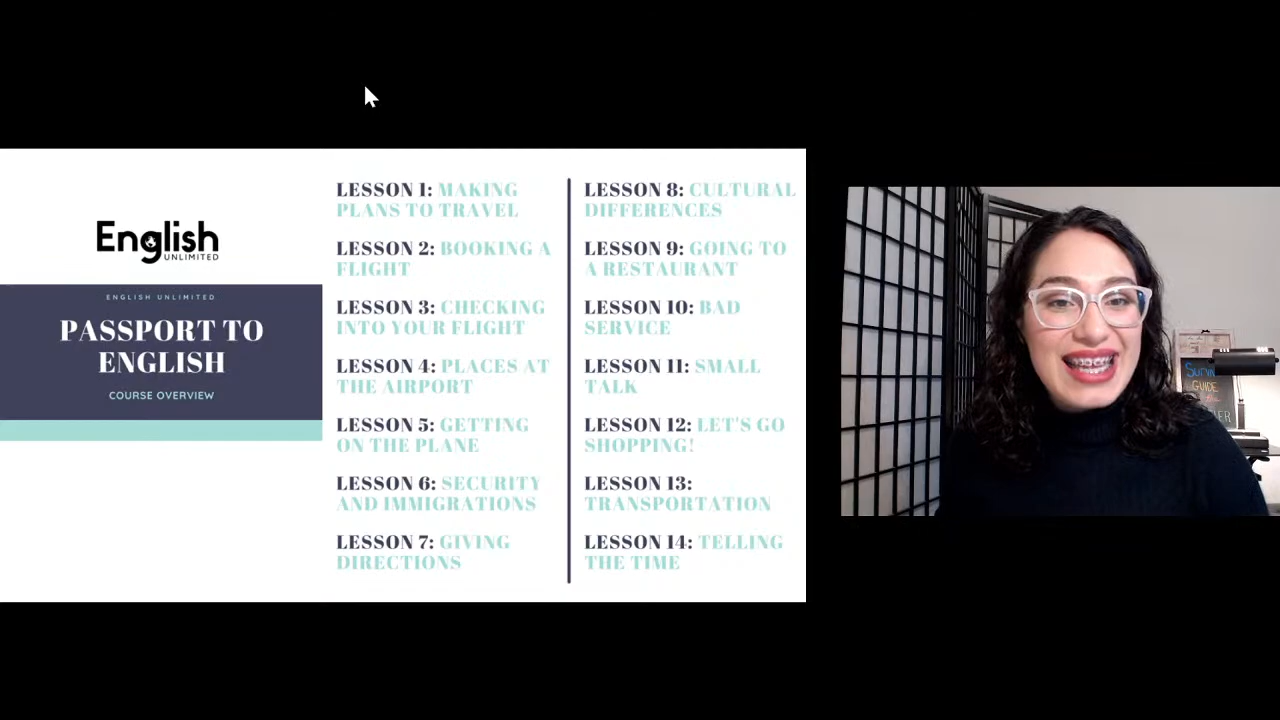 English
UNLIMITED
ENGLISH UNLIMITED
PASSPORT TO
ENGLISH
COURSE OVERVIEW
LESSON 1: MAKING
PLANS TO TRAVEL
LESSON 2: BOOKING A
FLIGHT
LESSON 3: CHECKING
INTO YOUR FLIGHT
LESSON 4: PLACES AT
THE AIRPORT
LESSON 5: GETTING
ON THE PLANE
LESSON 6: SECURITY
AND IMMIGRATIONS
LESSON 7: GIVING
DIRECTIONS
LESSON 8: CULTURAL
DIFFERENCES
LESSON 9: GOING TO
A RESTAURANT
LESSON 10: BAD
SERVICE
LESSON 11: SMALL
TALK
LESSON 12: LET'S GO
SHOPPING!
LESSON 13:
TRANSPORTATION
LESSON 14: TELLING
THE TIME
GUIDE